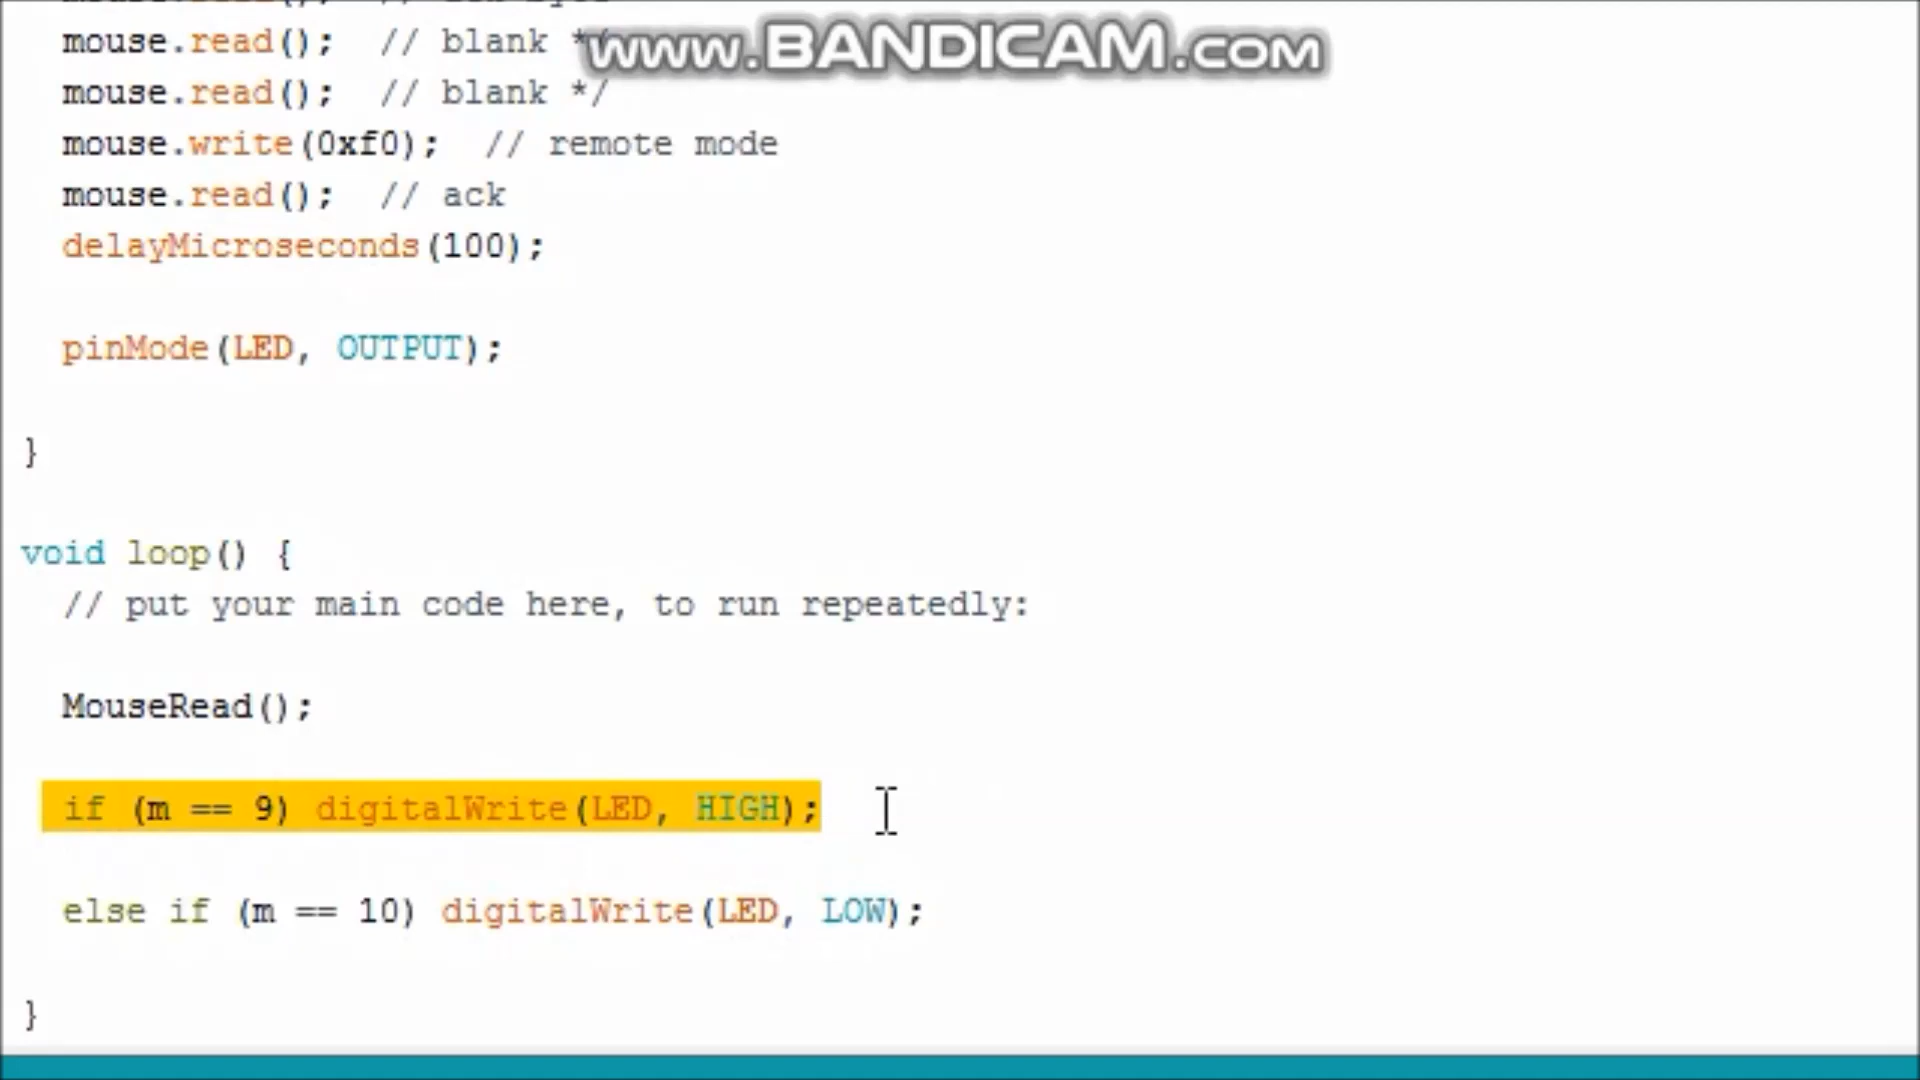 mouse.read();  // blank */
www.BANDICAM.com
mouse.read();  // blank */
mouse.write(0xf0);  // remote mode
mouse.read();  // ack
delayMicroseconds(100);
pinMode(LED, OUTPUT);
}
void loop() {
// put your main code here, to run repeatedly:
MouseRead();
if (m == 9) digitalWrite(LED, HIGH);
else if (m == 10) digitalWrite(LED, LOW);
}